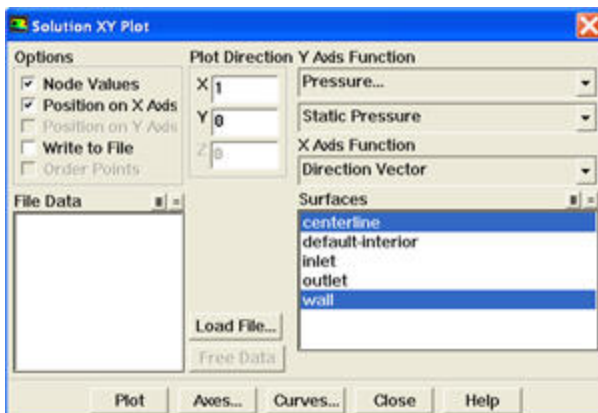 Solution XY Plot
Options
Node Values
Position on X Axis
Position on Y Axis
Write to File
Order Points
Plot Direction
X 1
Y 0
Z 0
Y Axis Function
Pressure...
Static Pressure
X Axis Function
Direction Vector
File Data
Surfaces
centerline
default-interior
inlet
outlet
wall
Load File...
Free Data
Plot
Axes...
Curves...
Close
Help